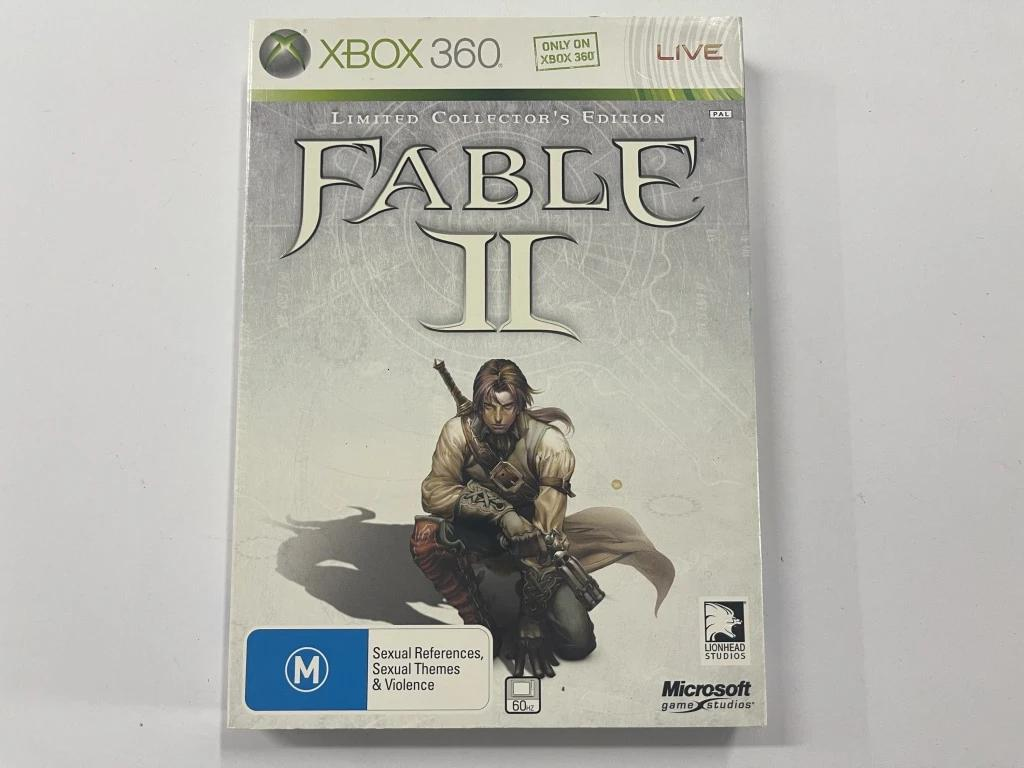 XBOX 360
ONLY ON
XBOX 360
LIVE
PAL
LIMITED COLLECTOR'S EDITION
FABLE
II
M
Sexual References,
Sexual Themes
& Violence
60HZ
LIONHEAD
STUDIOS
Microsoft
game studios